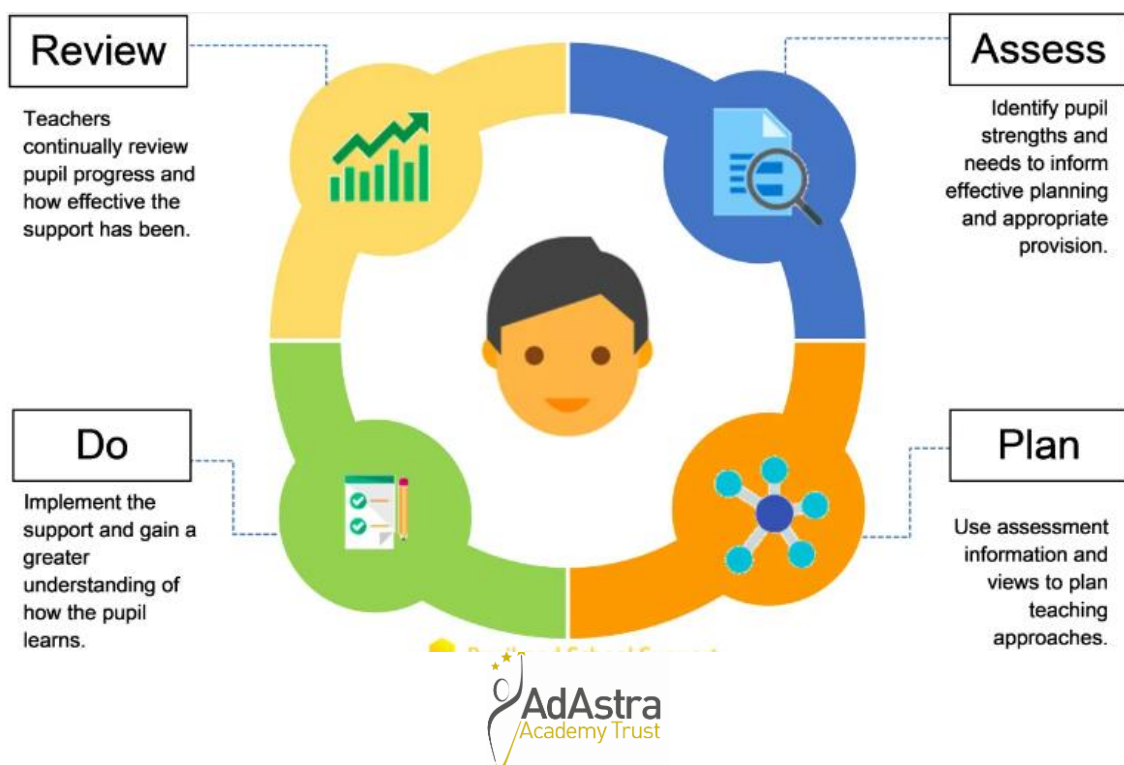 Review
Teachers
continually review
pupil progress and
how effective the
support has been.
Assess
Identify pupil
strengths and
needs to inform
effective planning
and appropriate
provision.
Do
Implement the
support and gain a
greater
understanding of
how the pupil
learns.
Plan
Use assessment
information and
views to plan
teaching
approaches.
AdAstra
Academy Trust